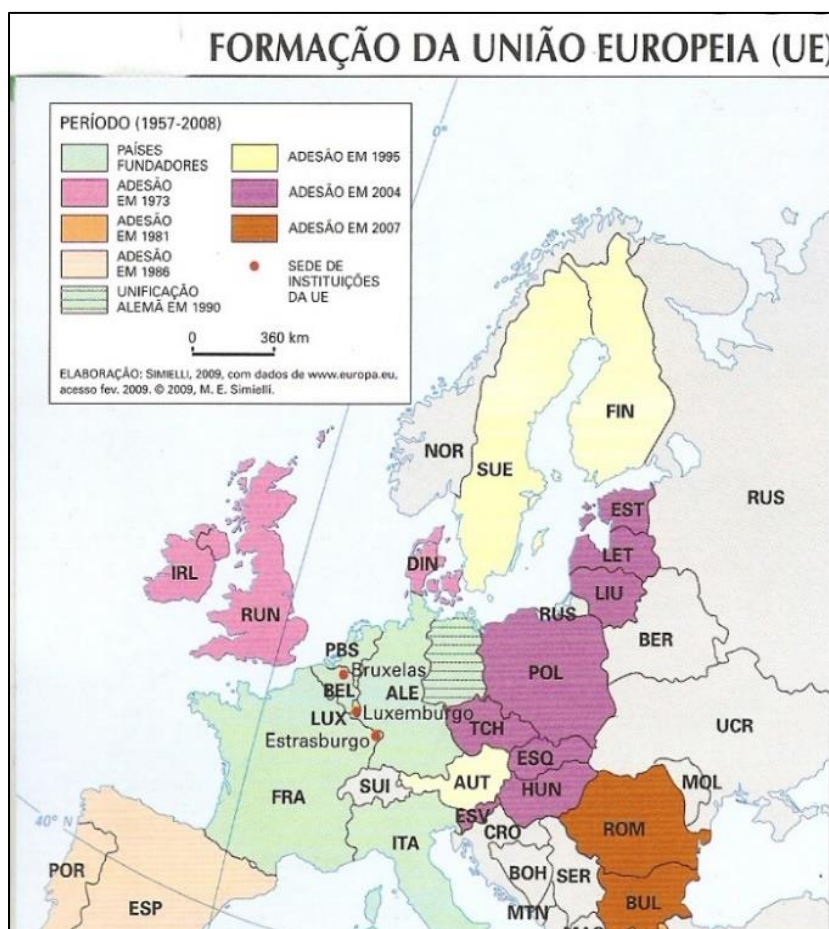 FORMAÇÃO DA UNIÃO EUROPEIA (UE)
PERÍODO (1957-2008)
PAÍSES
FUNDADORES
ADESÃO
EM 1973
ADESÃO
EM 1981
ADESÃO
EM 1986
UNIFICAÇÃO
ALEMÃ EM 1990
ADESÃO EM 1995
ADESÃO EM 2004
ADESÃO EM 2007
SEDE DE
INSTITUIÇÕES
DA UE
0 360 km
ELABORAÇÃO: SIMIELLI, 2009, com dados de www.europa.eu,
acesso fev. 2009. © 2009, M. E. Simielli.
0°
FIN
NOR
SUE
RUS
EST
LET
DIN
IRL
LIU
RUN
RUS
BER
PBS
Bruxelas
POL
BEL
ALE
LUX
Luxemburgo
TCH
UCR
Estrasburgo
ESQ
AUT
SUI
HUN
MOL
FRA
ESV
CRO
ROM
40° N
ITA
POR
BOH
SER
ESP
BUL
MTN
MAC